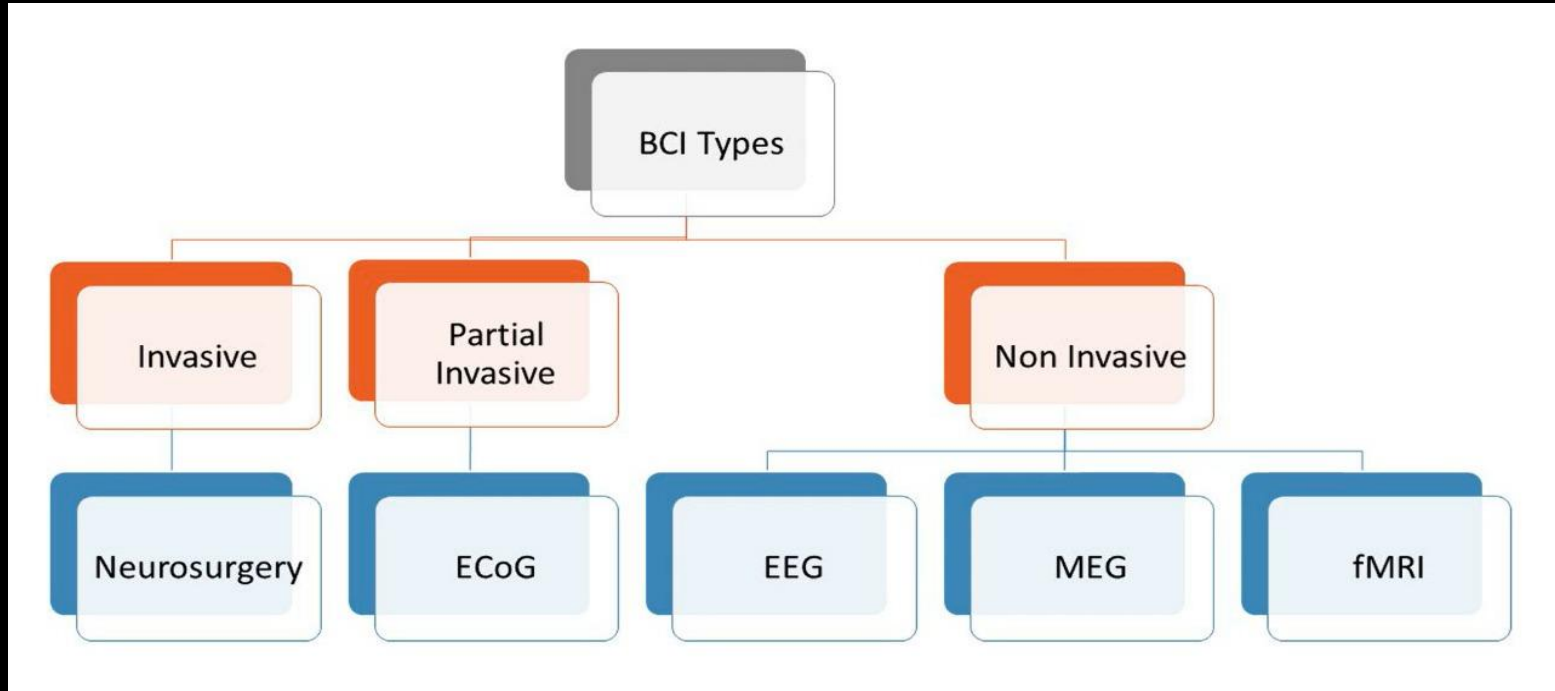 BCI Types
Invasive
Partial
Invasive
Non Invasive
Neurosurgery
ECoG
EEG
MEG
fMRI